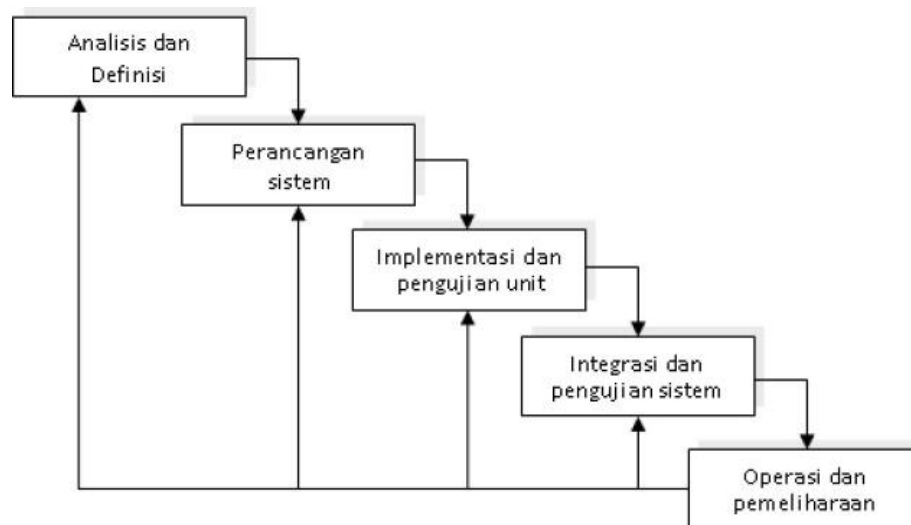 Analisis dan
Definisi
Perancangan
sistem
Implementasi dan
pengujian unit
Integrasi dan
pengujian sistem
Operasi dan
pemeliharaan